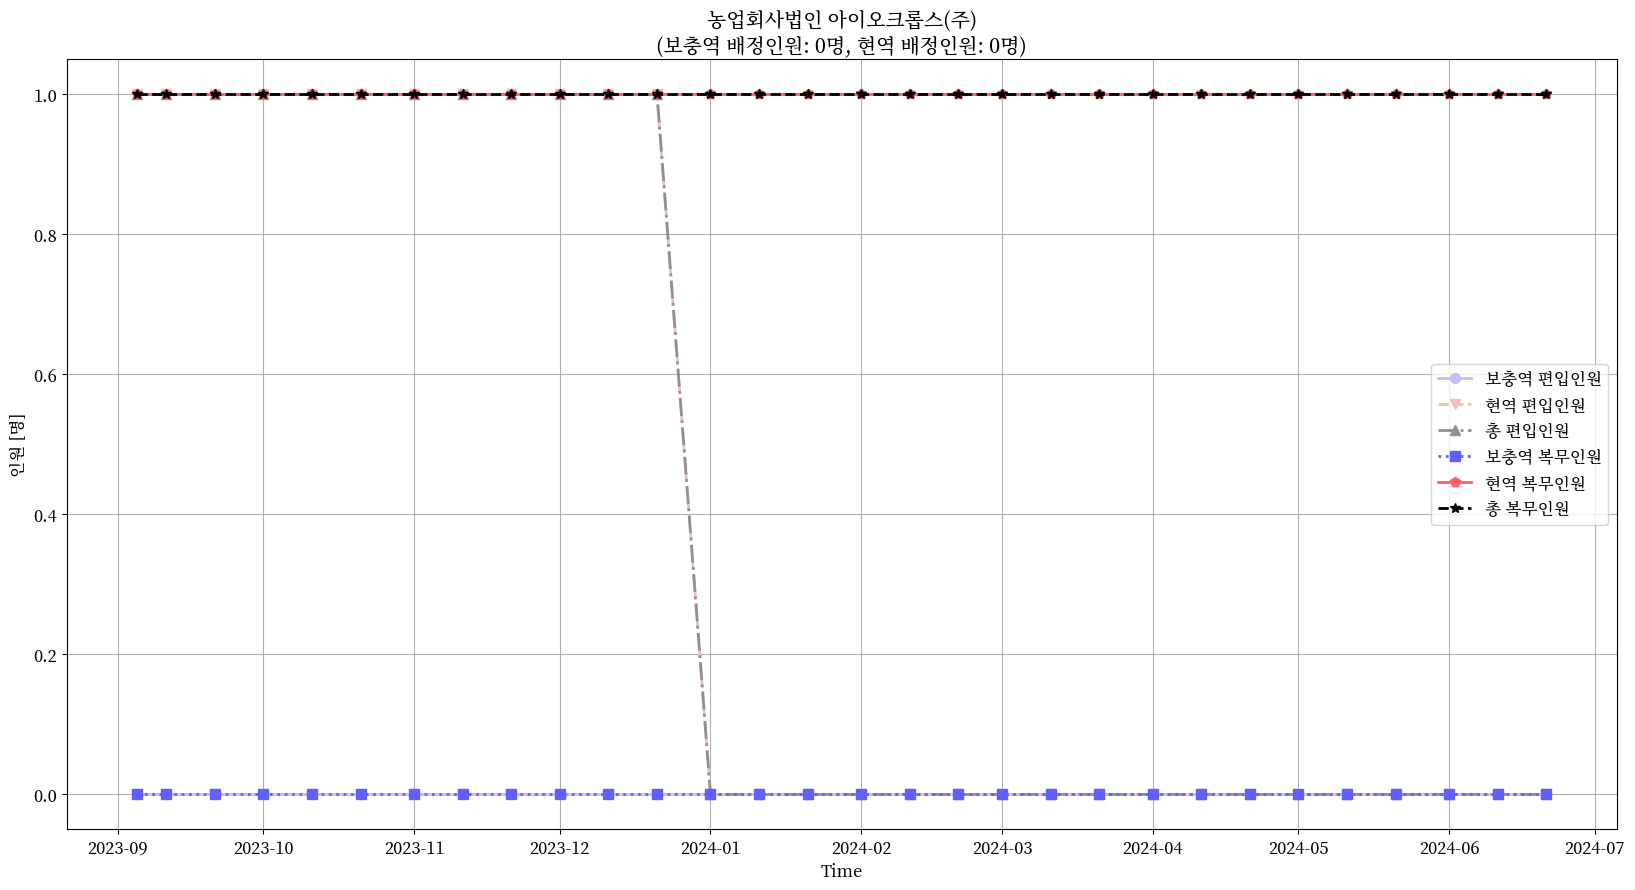 농업회사법인 아이오크롭스(주)
(보충역 배정인원: 0명, 현역 배정인원: 0명)
인원 [명]
1.0
0.8
0.6
0.4
0.2
0.0
보충역 편입인원
현역 편입인원
총 편입인원
보충역 복무인원
현역 복무인원
총 복무인원
2023-09 2023-10 2023-11 2023-12 2024-01 2024-02 2024-03 2024-04 2024-05 2024-06 2024-07
Time